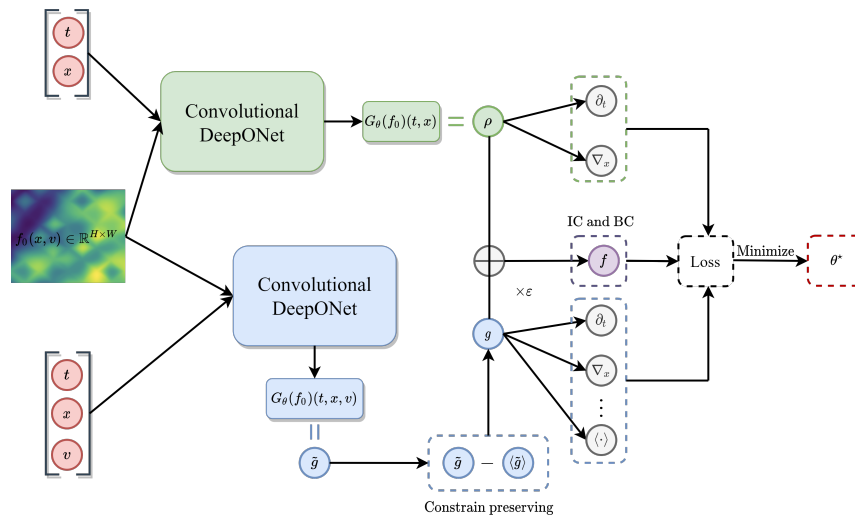 t
x
Convolutional
DeepONet
G_θ(f_0)(t, x)
=
ρ
∂_t
∇_x
f_0(x, v) ∈ ℝ^{H×W}
IC and BC
f
Loss
Minimize
θ*
×ε
Convolutional
DeepONet
G_θ(f_0)(t, x, v)
=
g
∂_t
∇_x
⋮
⟨·⟩
t
x
v
g̃
g̃ − ⟨g̃⟩
Constrain preserving